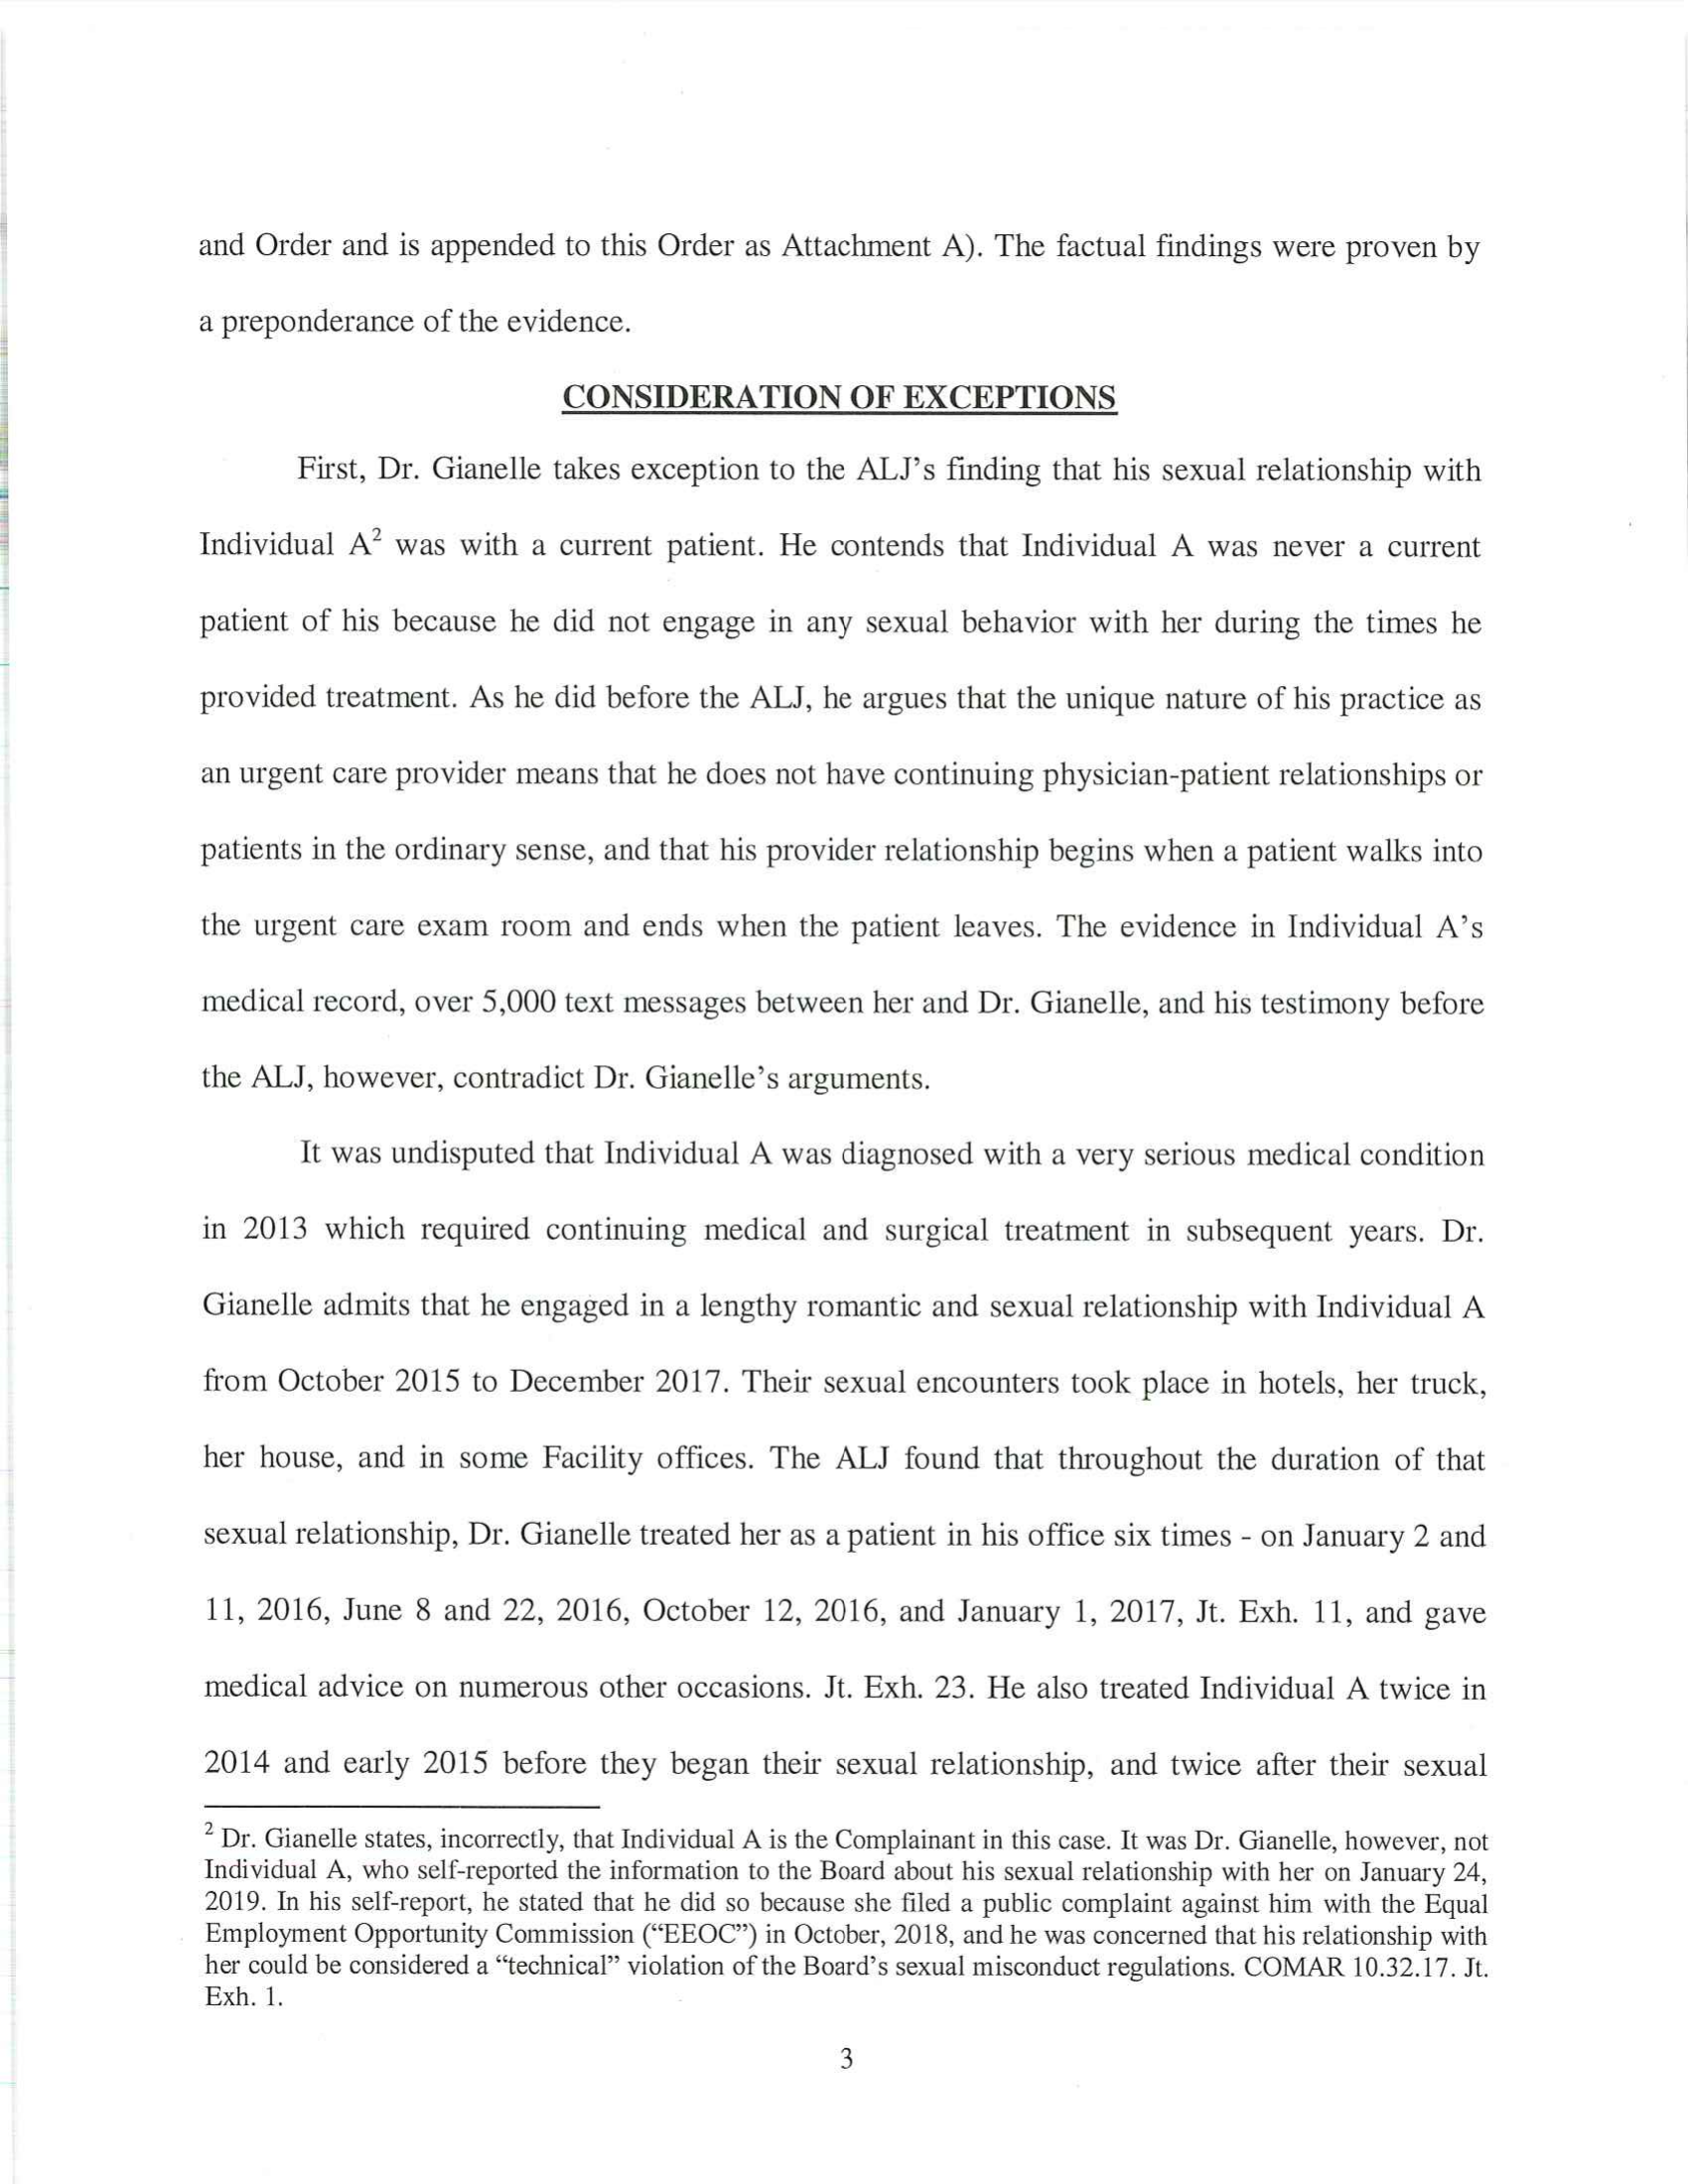 and Order and is appended to this Order as Attachment A). The factual findings were proven by
a preponderance of the evidence.
CONSIDERATION OF EXCEPTIONS
First, Dr. Gianelle takes exception to the ALJ’s finding that his sexual relationship with
Individual A² was with a current patient. He contends that Individual A was never a current
patient of his because he did not engage in any sexual behavior with her during the times he
provided treatment. As he did before the ALJ, he argues that the unique nature of his practice as
an urgent care provider means that he does not have continuing physician-patient relationships or
patients in the ordinary sense, and that his provider relationship begins when a patient walks into
the urgent care exam room and ends when the patient leaves. The evidence in Individual A’s
medical record, over 5,000 text messages between her and Dr. Gianelle, and his testimony before
the ALJ, however, contradict Dr. Gianelle’s arguments.
It was undisputed that Individual A was diagnosed with a very serious medical condition
in 2013 which required continuing medical and surgical treatment in subsequent years. Dr.
Gianelle admits that he engaged in a lengthy romantic and sexual relationship with Individual A
from October 2015 to December 2017. Their sexual encounters took place in hotels, her truck,
her house, and in some Facility offices. The ALJ found that throughout the duration of that
sexual relationship, Dr. Gianelle treated her as a patient in his office six times - on January 2 and
11, 2016, June 8 and 22, 2016, October 12, 2016, and January 1, 2017, Jt. Exh. 11, and gave
medical advice on numerous other occasions. Jt. Exh. 23. He also treated Individual A twice in
2014 and early 2015 before they began their sexual relationship, and twice after their sexual
² Dr. Gianelle states, incorrectly, that Individual A is the Complainant in this case. It was Dr. Gianelle, however, not
Individual A, who self-reported the information to the Board about his sexual relationship with her on January 24,
2019. In his self-report, he stated that he did so because she filed a public complaint against him with the Equal
Employment Opportunity Commission (“EEOC”) in October, 2018, and he was concerned that his relationship with
her could be considered a “technical” violation of the Board’s sexual misconduct regulations. COMAR 10.32.17. Jt.
Exh. 1.
3